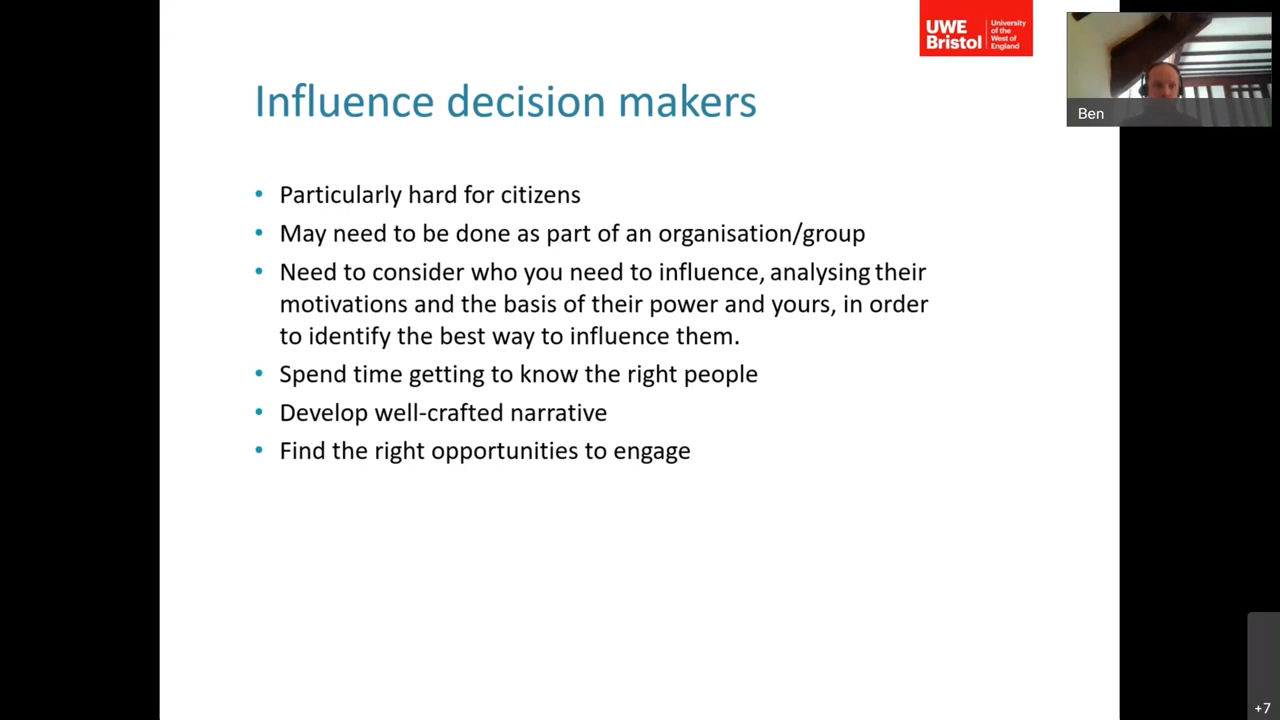 UWE
Bristol
University
of the
West of
England
Ben
Influence decision makers
• Particularly hard for citizens
• May need to be done as part of an organisation/group
• Need to consider who you need to influence, analysing their
motivations and the basis of their power and yours, in order
to identify the best way to influence them.
• Spend time getting to know the right people
• Develop well-crafted narrative
• Find the right opportunities to engage
+7